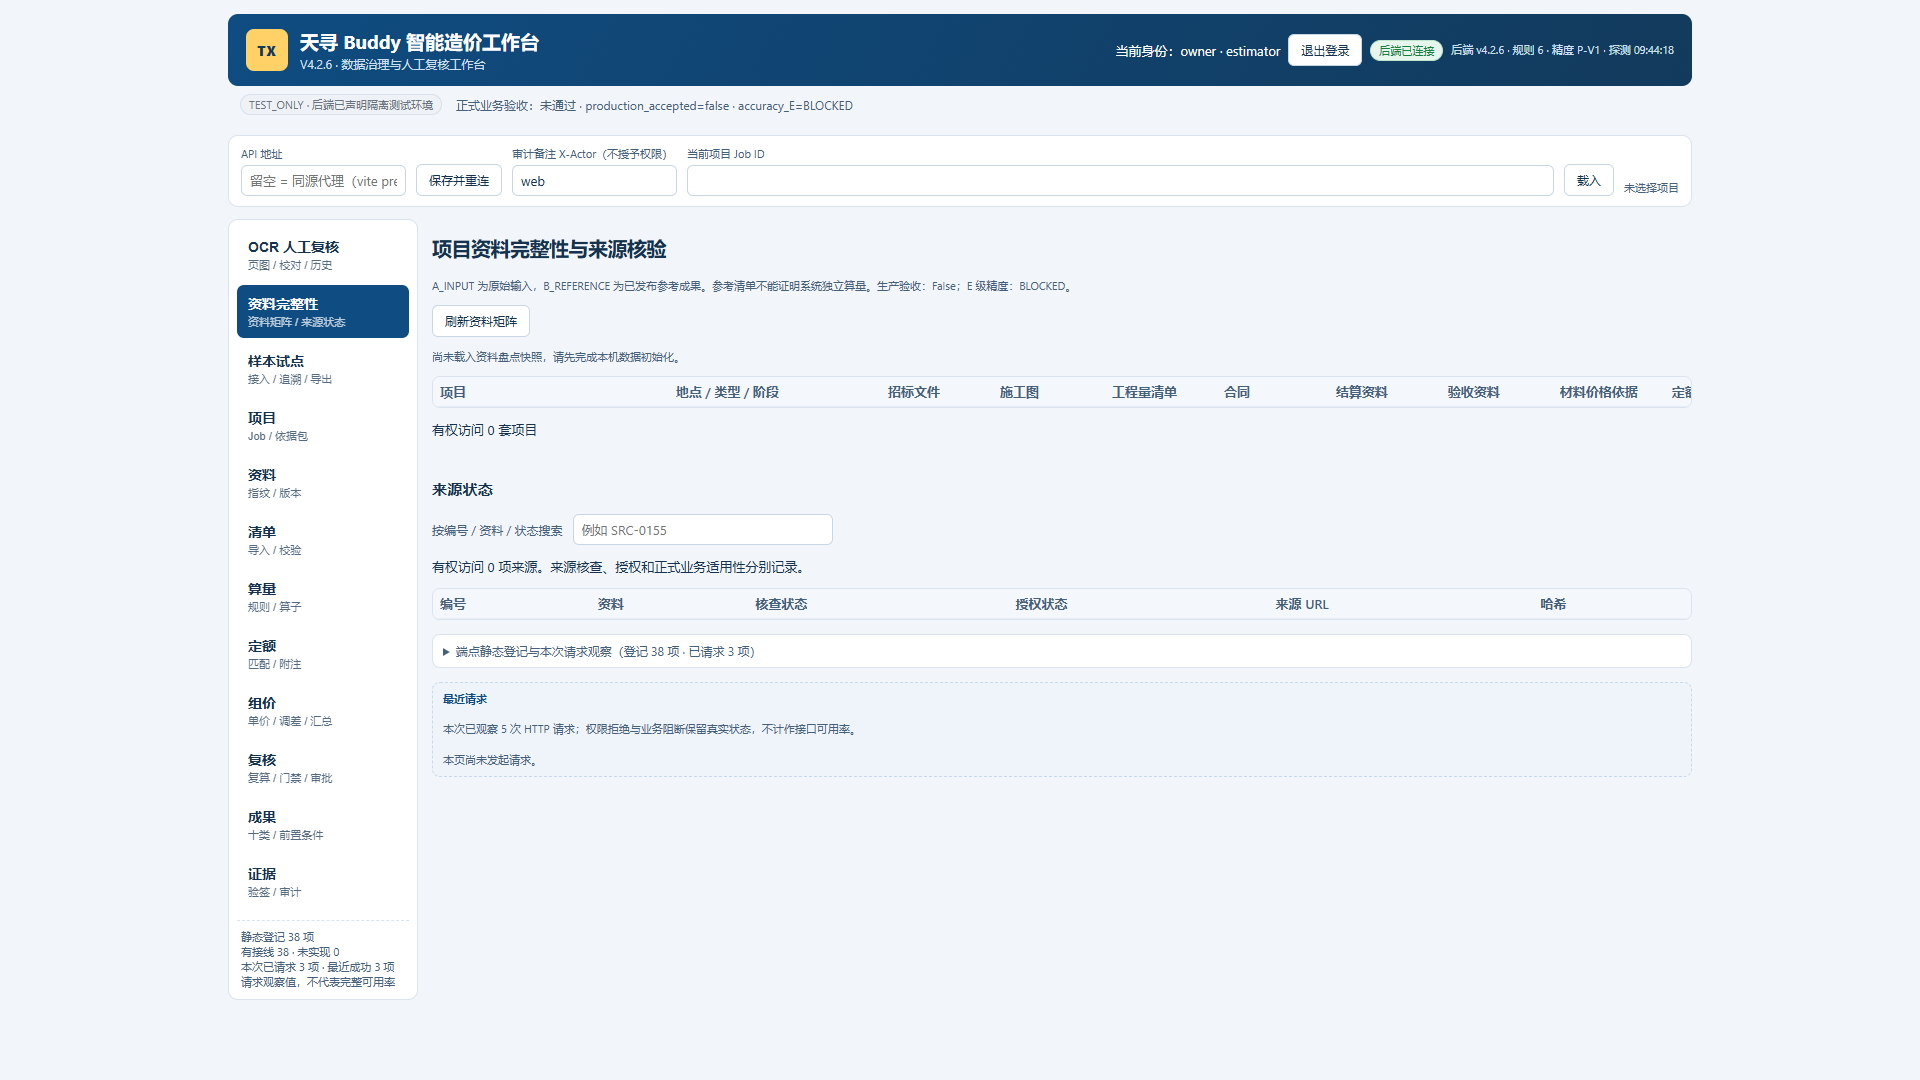 TX
天寻 Buddy 智能造价工作台
V4.2.6 · 数据治理与人工复核工作台
当前身份：owner · estimator
退出登录
后端已连接
后端 v4.2.6 · 规则 6 · 精度 P-V1 · 探测 09:44:18
TEST_ONLY · 后端已声明隔离测试环境
正式业务验收：未通过 · production_accepted=false · accuracy_E=BLOCKED
API 地址
留空 = 同源代理（vite pre
保存并重连
审计备注 X-Actor（不授予权限）
web
当前项目 Job ID
载入
未选择项目
OCR 人工复核
页图 / 校对 / 历史
资料完整性
资料矩阵 / 来源状态
样本试点
接入 / 追溯 / 导出
项目
Job / 依据包
资料
指纹 / 版本
清单
导入 / 校验
算量
规则 / 算子
定额
匹配 / 附注
组价
单价 / 调差 / 汇总
复核
复算 / 门禁 / 审批
成果
十类 / 前置条件
证据
验签 / 审计
静态登记 38 项
有接线 38 · 未实现 0
本次已请求 3 项 · 最近成功 3 项
请求观察值，不代表完整可用率
项目资料完整性与来源核验
A_INPUT 为原始输入，B_REFERENCE 为已发布参考成果。参考清单不能证明系统独立算量。生产验收：False；E 级精度：BLOCKED。
刷新资料矩阵
尚未载入资料盘点快照，请先完成本机数据初始化。
项目 地点 / 类型 / 阶段 招标文件 施工图 工程量清单 合同 结算资料 验收资料 材料价格依据 定额
有权访问 0 套项目
来源状态
按编号 / 资料 / 状态搜索
例如 SRC-0155
有权访问 0 项来源。来源核查、授权和正式业务适用性分别记录。
编号 资料 核查状态 授权状态 来源 URL 哈希
端点静态登记与本次请求观察（登记 38 项 · 已请求 3 项）
最近请求
本次已观察 5 次 HTTP 请求；权限拒绝与业务阻断保留真实状态，不计作接口可用率。
本页尚未发起请求。